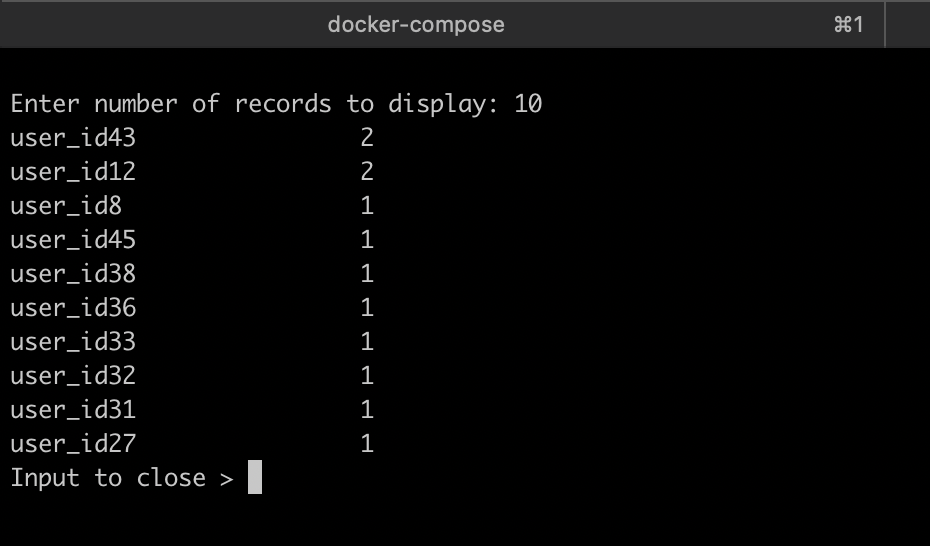 docker-compose ⌘1
Enter number of records to display: 10
user_id43 2
user_id12 2
user_id8 1
user_id45 1
user_id38 1
user_id36 1
user_id33 1
user_id32 1
user_id31 1
user_id27 1
Input to close >